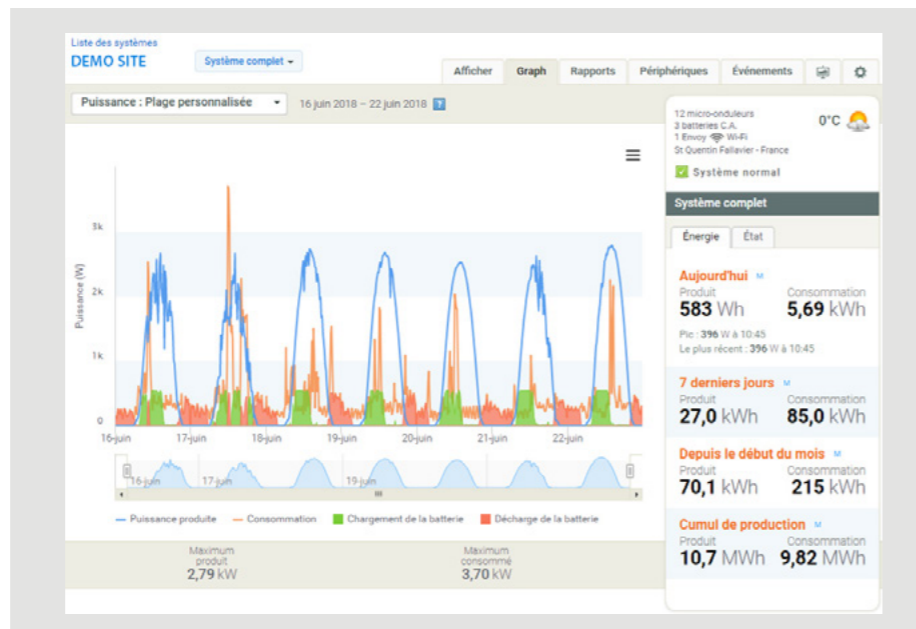 Liste des systèmes
DEMO SITE
Système complet
Afficher Graph Rapports Périphériques Événements
Puissance : Plage personnalisée
16 juin 2018 – 22 juin 2018 ?
12 micro-onduleurs
3 batteries C.A.
1 Envoy Wi-Fi
St Quentin Fallavier - France
0°C
Système normal
Système complet
Énergie État
Aujourd'hui M
Produit Consommation
583 Wh 5,69 kWh
Pic : 396 W à 10:45
Le plus récent : 396 W à 10:45
7 derniers jours M
Produit Consommation
27,0 kWh 85,0 kWh
Depuis le début du mois M
Produit Consommation
70,1 kWh 215 kWh
Cumul de production M
Produit Consommation
10,7 MWh 9,82 MWh
Puissance (W)
3k
2k
1k
0
16-juin 17-juin 18-juin 19-juin 20-juin 21-juin 22-juin
16-juin 17-juin 19-juin
Puissance produite Consommation Chargement de la batterie Décharge de la batterie
Maximum
produit
2,79 kW
Maximum
consommé
3,70 kW